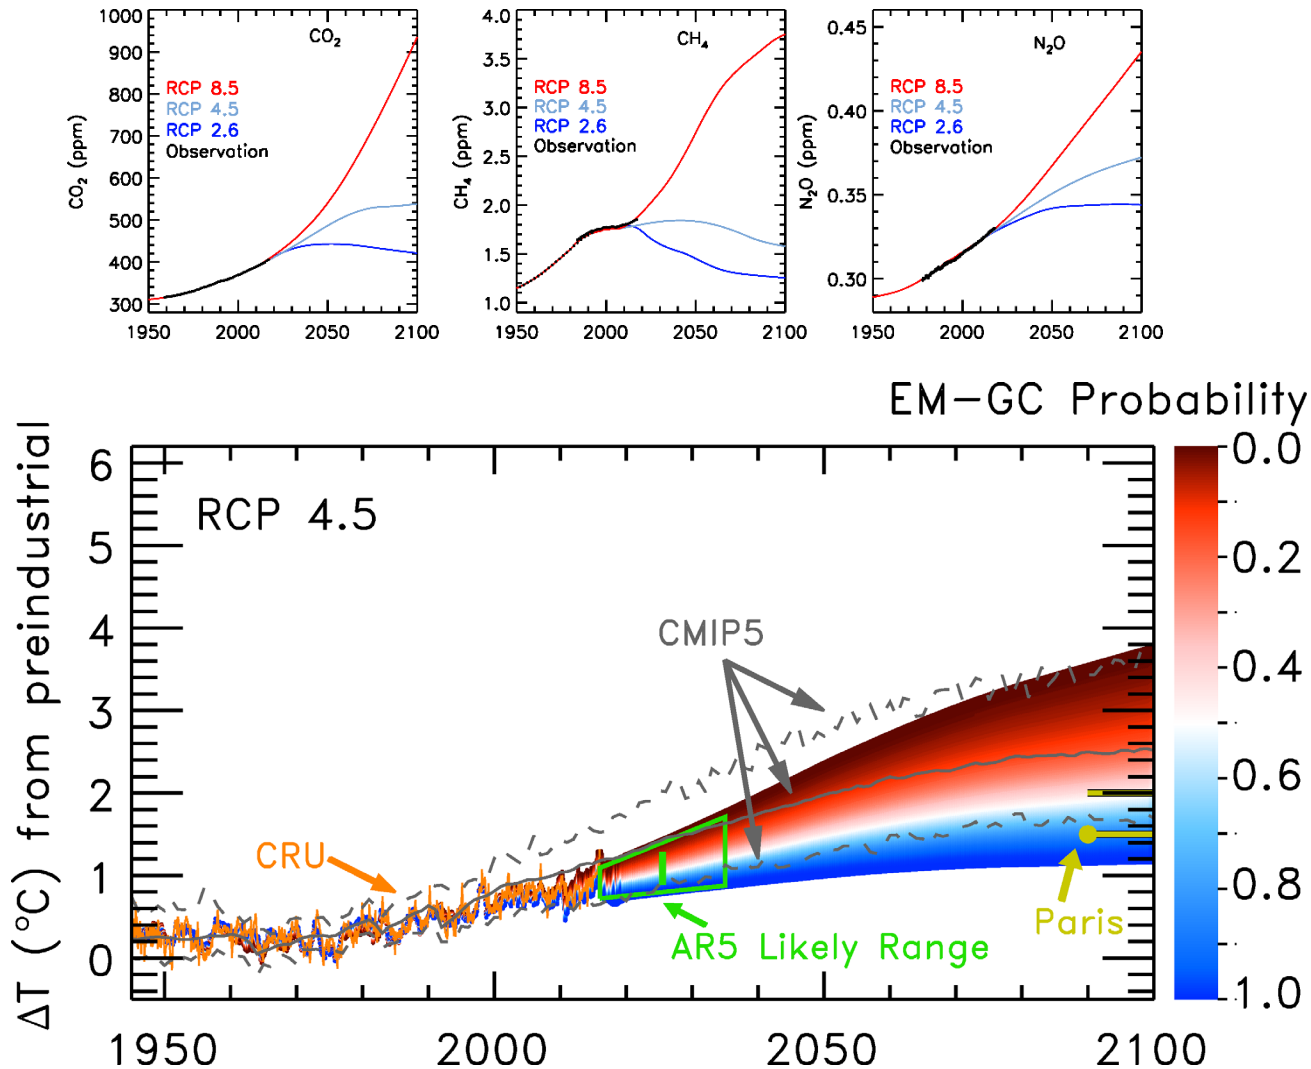 CO₂
CO₂ (ppm)
1000
900
800
700
600
500
400
300
RCP 8.5
RCP 4.5
RCP 2.6
Observation
1950 2000 2050 2100
CH₄
CH₄ (ppm)
4.0
3.5
3.0
2.5
2.0
1.5
1.0
RCP 8.5
RCP 4.5
RCP 2.6
Observation
1950 2000 2050 2100
N₂O
N₂O (ppm)
0.45
0.40
0.35
0.30
RCP 8.5
RCP 4.5
RCP 2.6
Observation
1950 2000 2050 2100
EM-GC Probability
ΔT (°C) from preindustrial
6
5
4
3
2
1
0
RCP 4.5
CMIP5
CRU
AR5 Likely Range
Paris
1950 2000 2050 2100
0.0
0.2
0.4
0.6
0.8
1.0